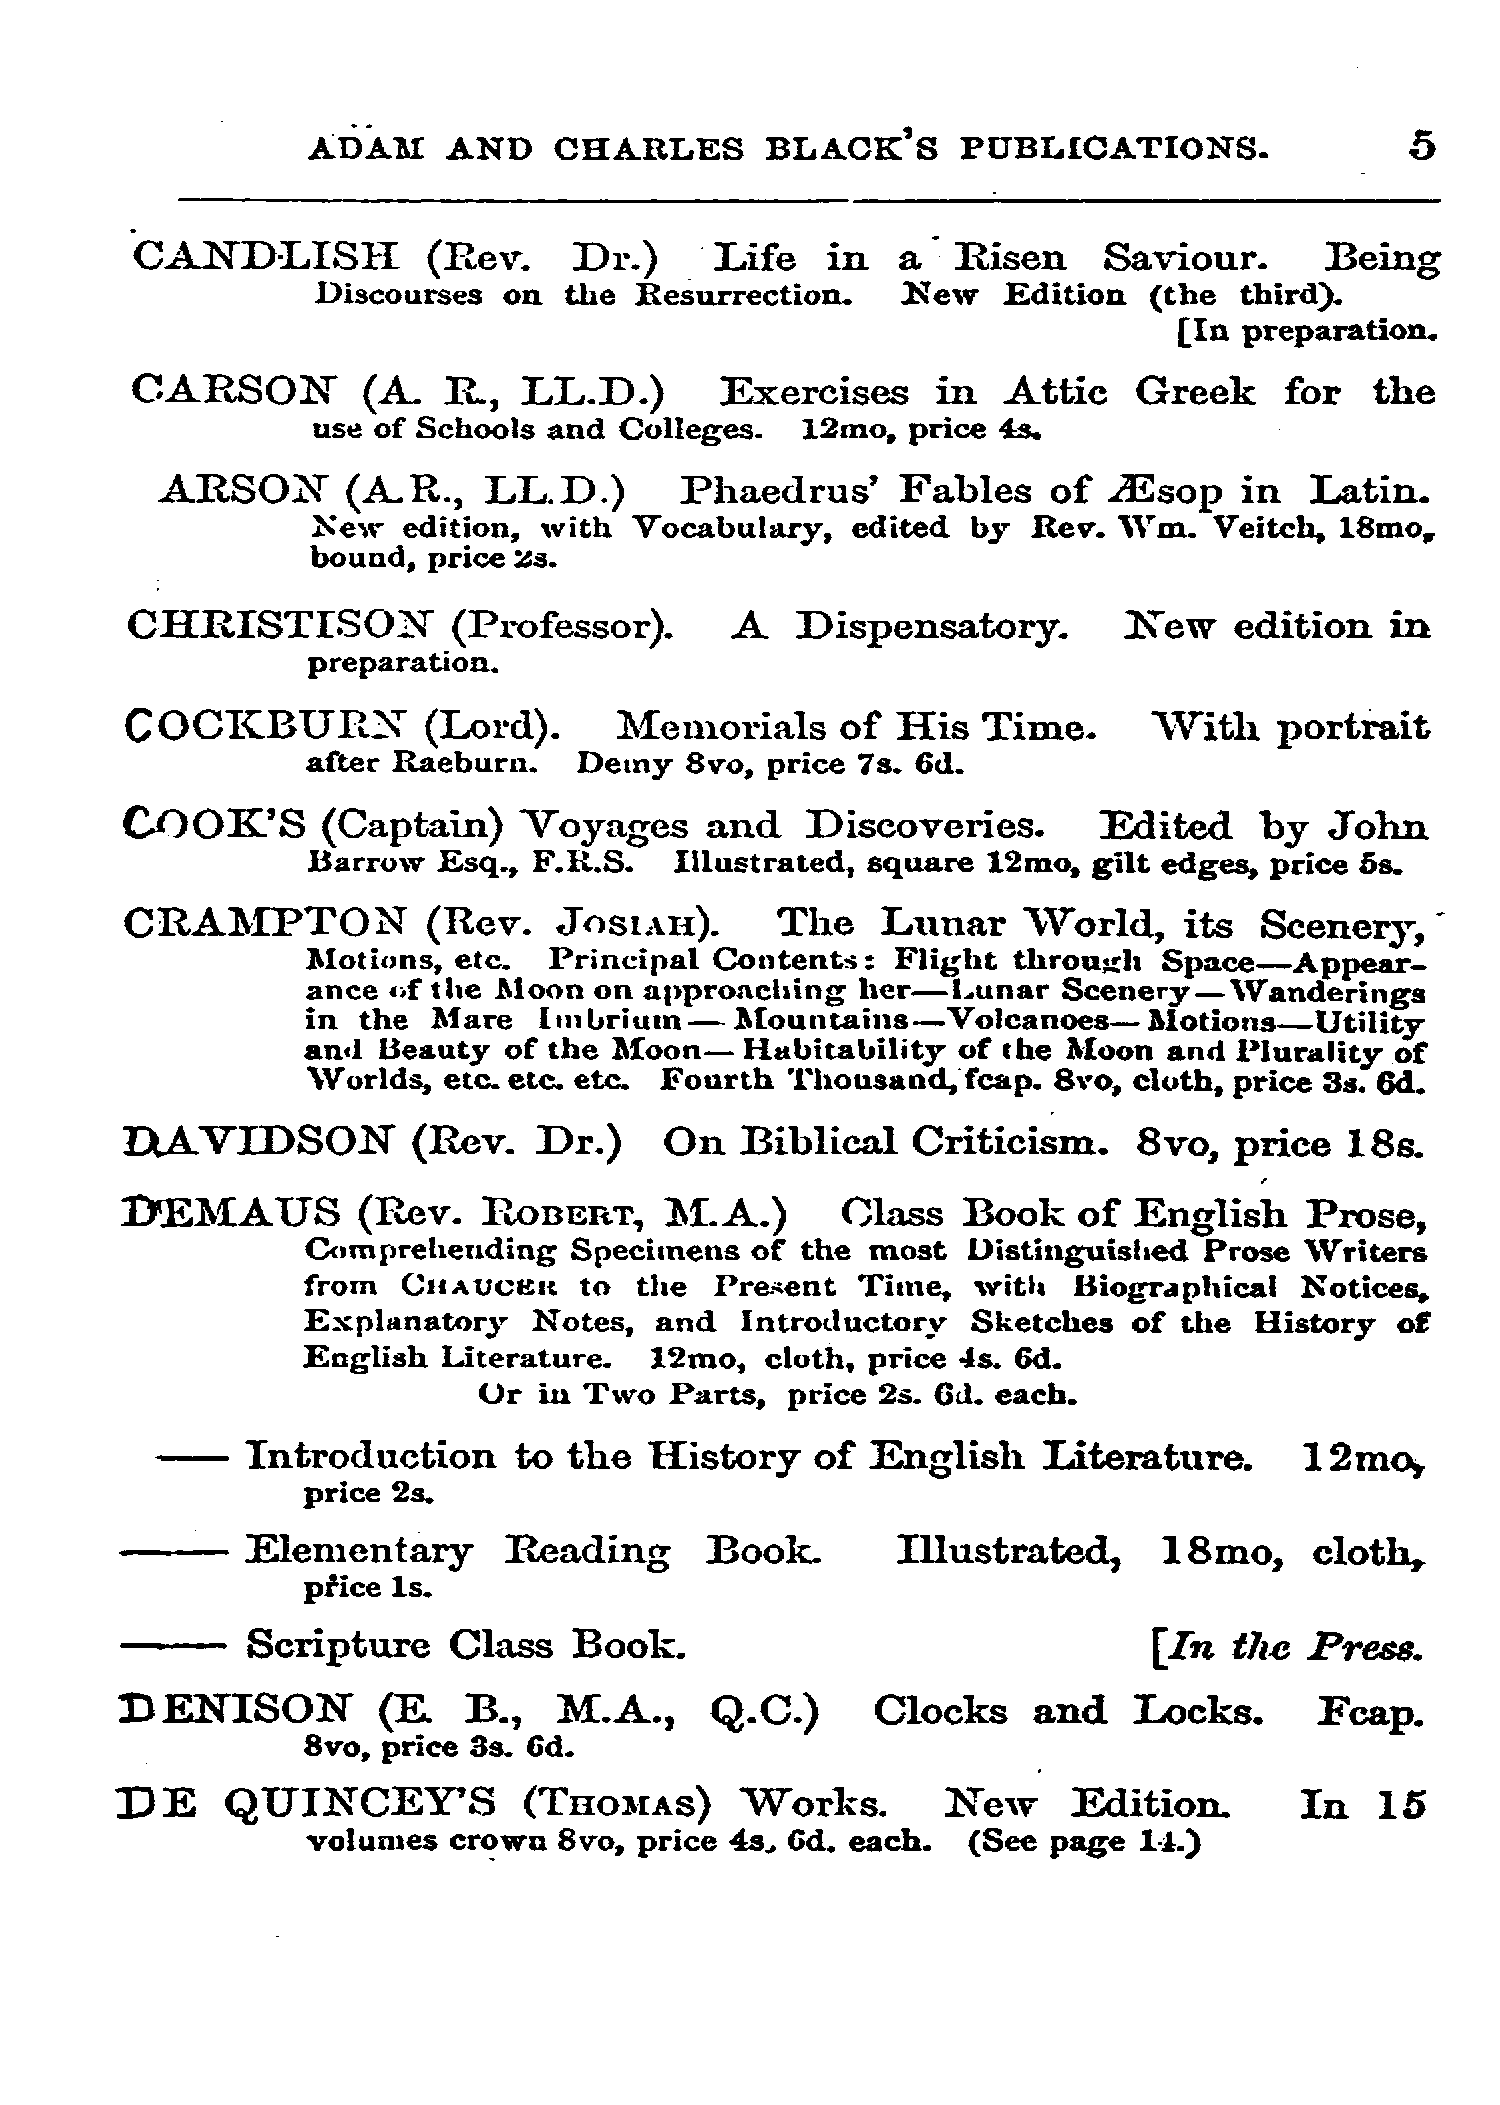 ADAM AND CHARLES BLACK'S PUBLICATIONS. 5
CANDLISH (Rev. Dr.) Life in a Risen Saviour. Being
Discourses on the Resurrection. New Edition (the third).
[In preparation.
CARSON (A. R., LL.D.) Exercises in Attic Greek for the
use of Schools and Colleges. 12mo, price 4s.
ARSON (A.R., LL.D.) Phaedrus' Fables of Æsop in Latin.
New edition, with Vocabulary, edited by Rev. Wm. Veitch, 18mo,
bound, price 2s.
CHRISTISON (Professor). A Dispensatory. New edition in
preparation.
COCKBURN (Lord). Memorials of His Time. With portrait
after Raeburn. Demy 8vo, price 7s. 6d.
COOK'S (Captain) Voyages and Discoveries. Edited by John
Barrow Esq., F.R.S. Illustrated, square 12mo, gilt edges, price 5s.
CRAMPTON (Rev. JOSIAH). The Lunar World, its Scenery,
Motions, etc. Principal Contents: Flight through Space—Appear-
ance of the Moon on approaching her—Lunar Scenery—Wanderings
in the Mare Imbrium—Mountains—Volcanoes—Motions—Utility
and Beauty of the Moon—Habitability of the Moon and Plurality of
Worlds, etc. etc. etc. Fourth Thousand, fcap. 8vo, cloth, price 3s. 6d.
DAVIDSON (Rev. Dr.) On Biblical Criticism. 8vo, price 18s.
DEMAUS (Rev. ROBERT, M.A.) Class Book of English Prose,
Comprehending Specimens of the most Distinguished Prose Writers
from CHAUCER to the Present Time, with Biographical Notices,
Explanatory Notes, and Introductory Sketches of the History of
English Literature. 12mo, cloth, price 4s. 6d.
Or in Two Parts, price 2s. 6d. each.
—— Introduction to the History of English Literature. 12mo,
price 2s.
—— Elementary Reading Book. Illustrated, 18mo, cloth,
price 1s.
—— Scripture Class Book. [In the Press.
DENISON (E. B., M.A., Q.C.) Clocks and Locks. Fcap.
8vo, price 3s. 6d.
DE QUINCEY'S (THOMAS) Works. New Edition. In 15
volumes crown 8vo, price 4s. 6d. each. (See page 14.)